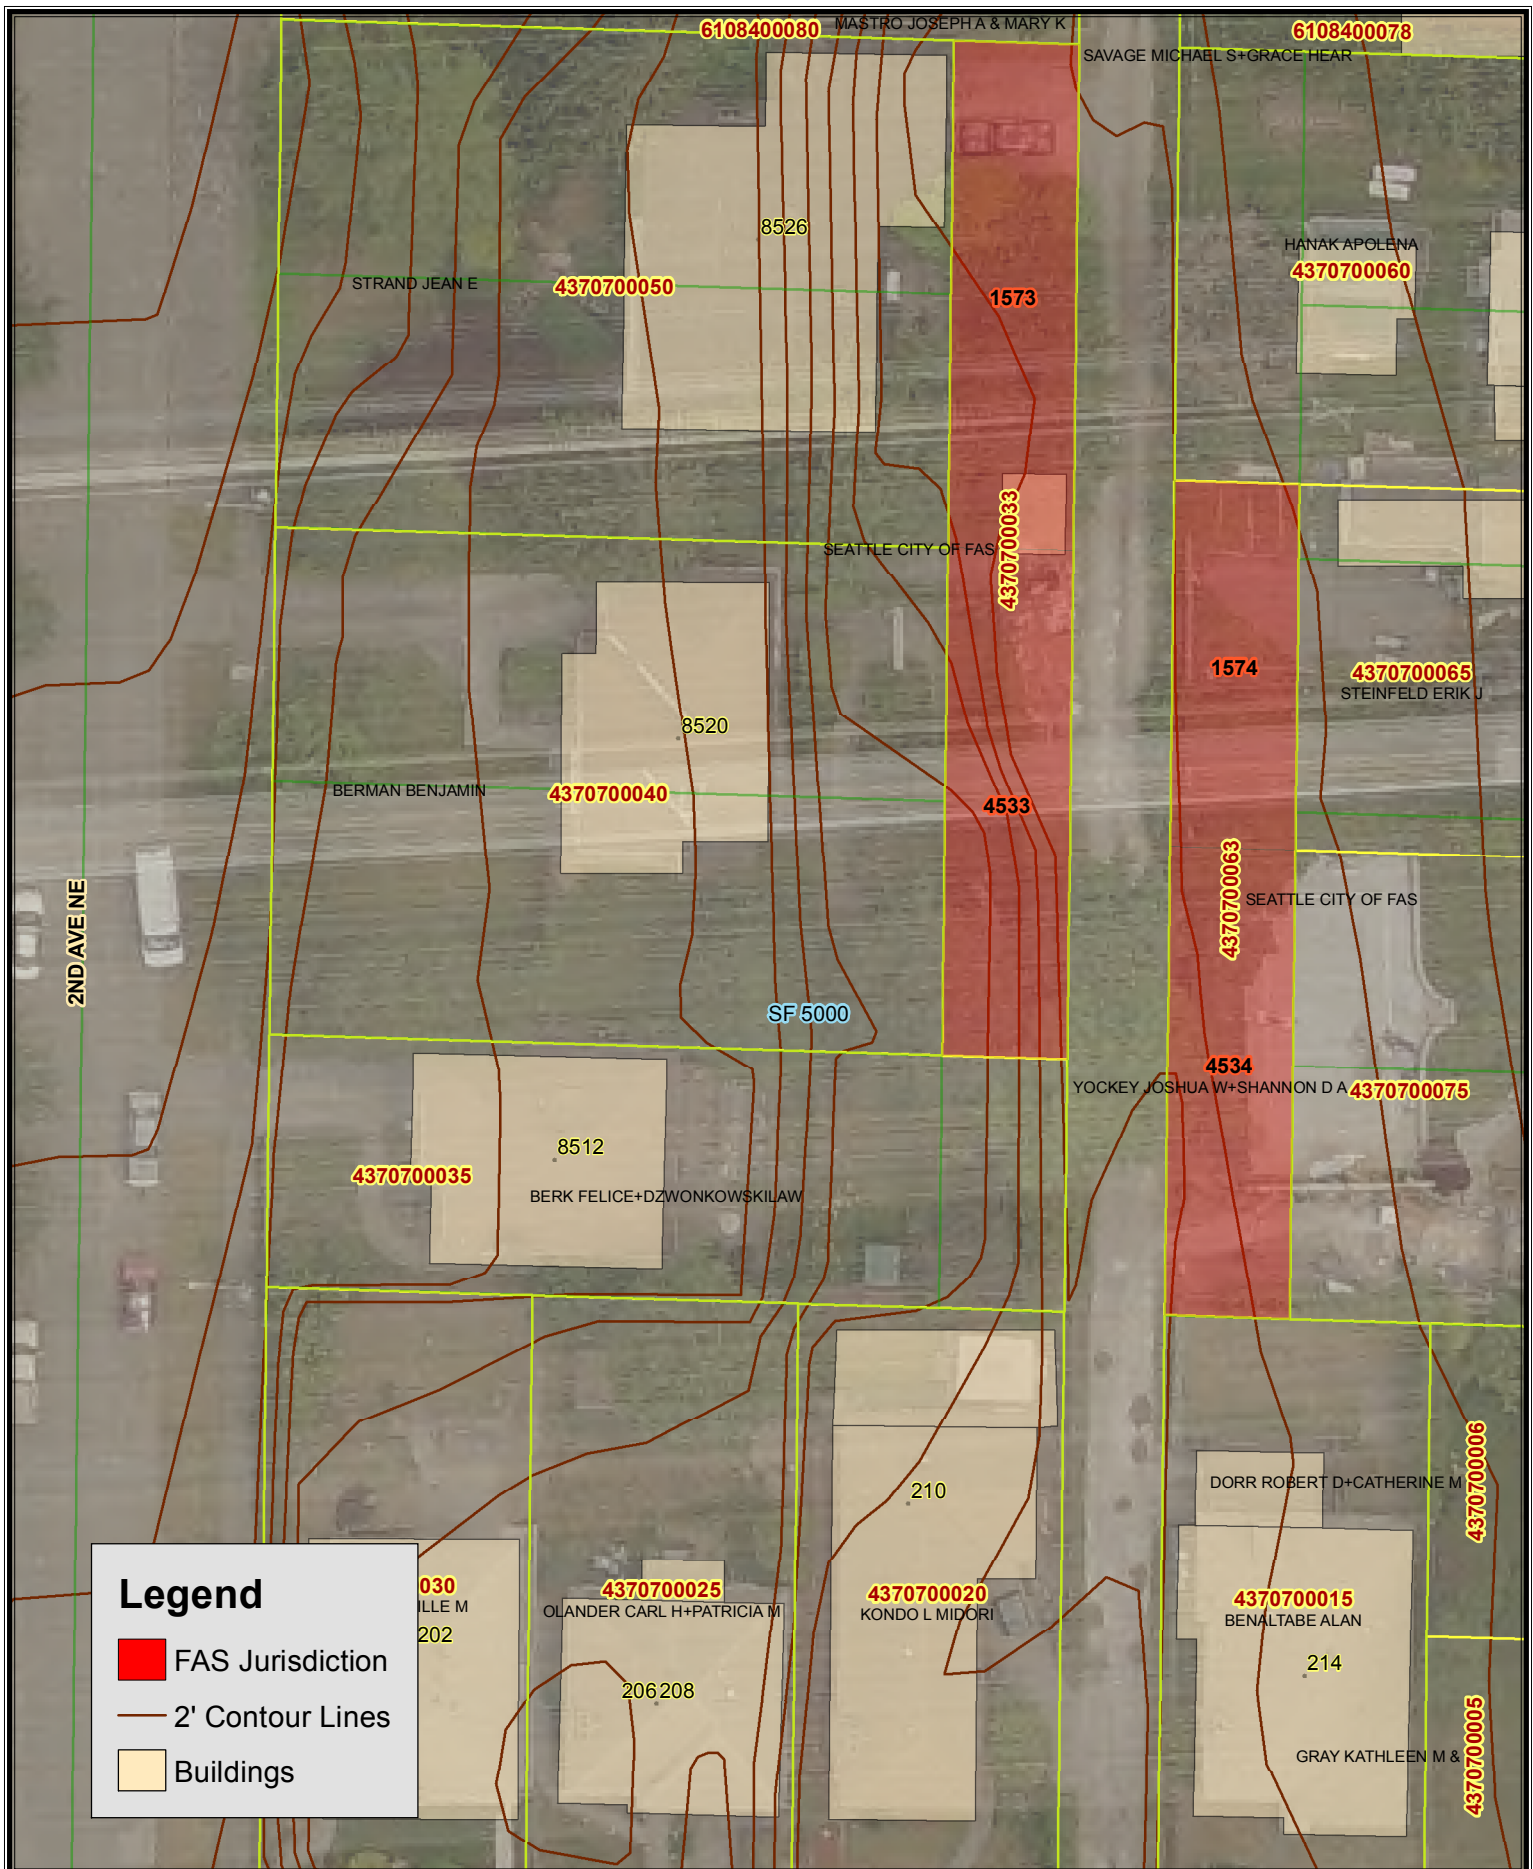 MASTRO JOSEPH A & MARY K
6108400080
6108400078
SAVAGE MICHAEL S+GRACE HEAR
8526
HANAK APOLENA
4370700060
STRAND JEAN E
4370700050
1573
4370700033
SEATTLE CITY OF FAS
1574
4370700065
STEINFELD ERIK J
8520
BERMAN BENJAMIN
4370700040
4533
4370700063
SEATTLE CITY OF FAS
2ND AVE NE
SF 5000
4534
YOCKEY JOSHUA W+SHANNON D A
4370700075
8512
4370700035
BERK FELICE+DZWONKOWSKILAW
210
DORR ROBERT D+CATHERINE M
4370700006
030
ILLE M
202
4370700025
OLANDER CARL H+PATRICIA M
206 208
4370700020
KONDO L MIDORI
4370700015
BENALTABE ALAN
214
GRAY KATHLEEN M &
4370700005
Legend
FAS Jurisdiction
2' Contour Lines
Buildings